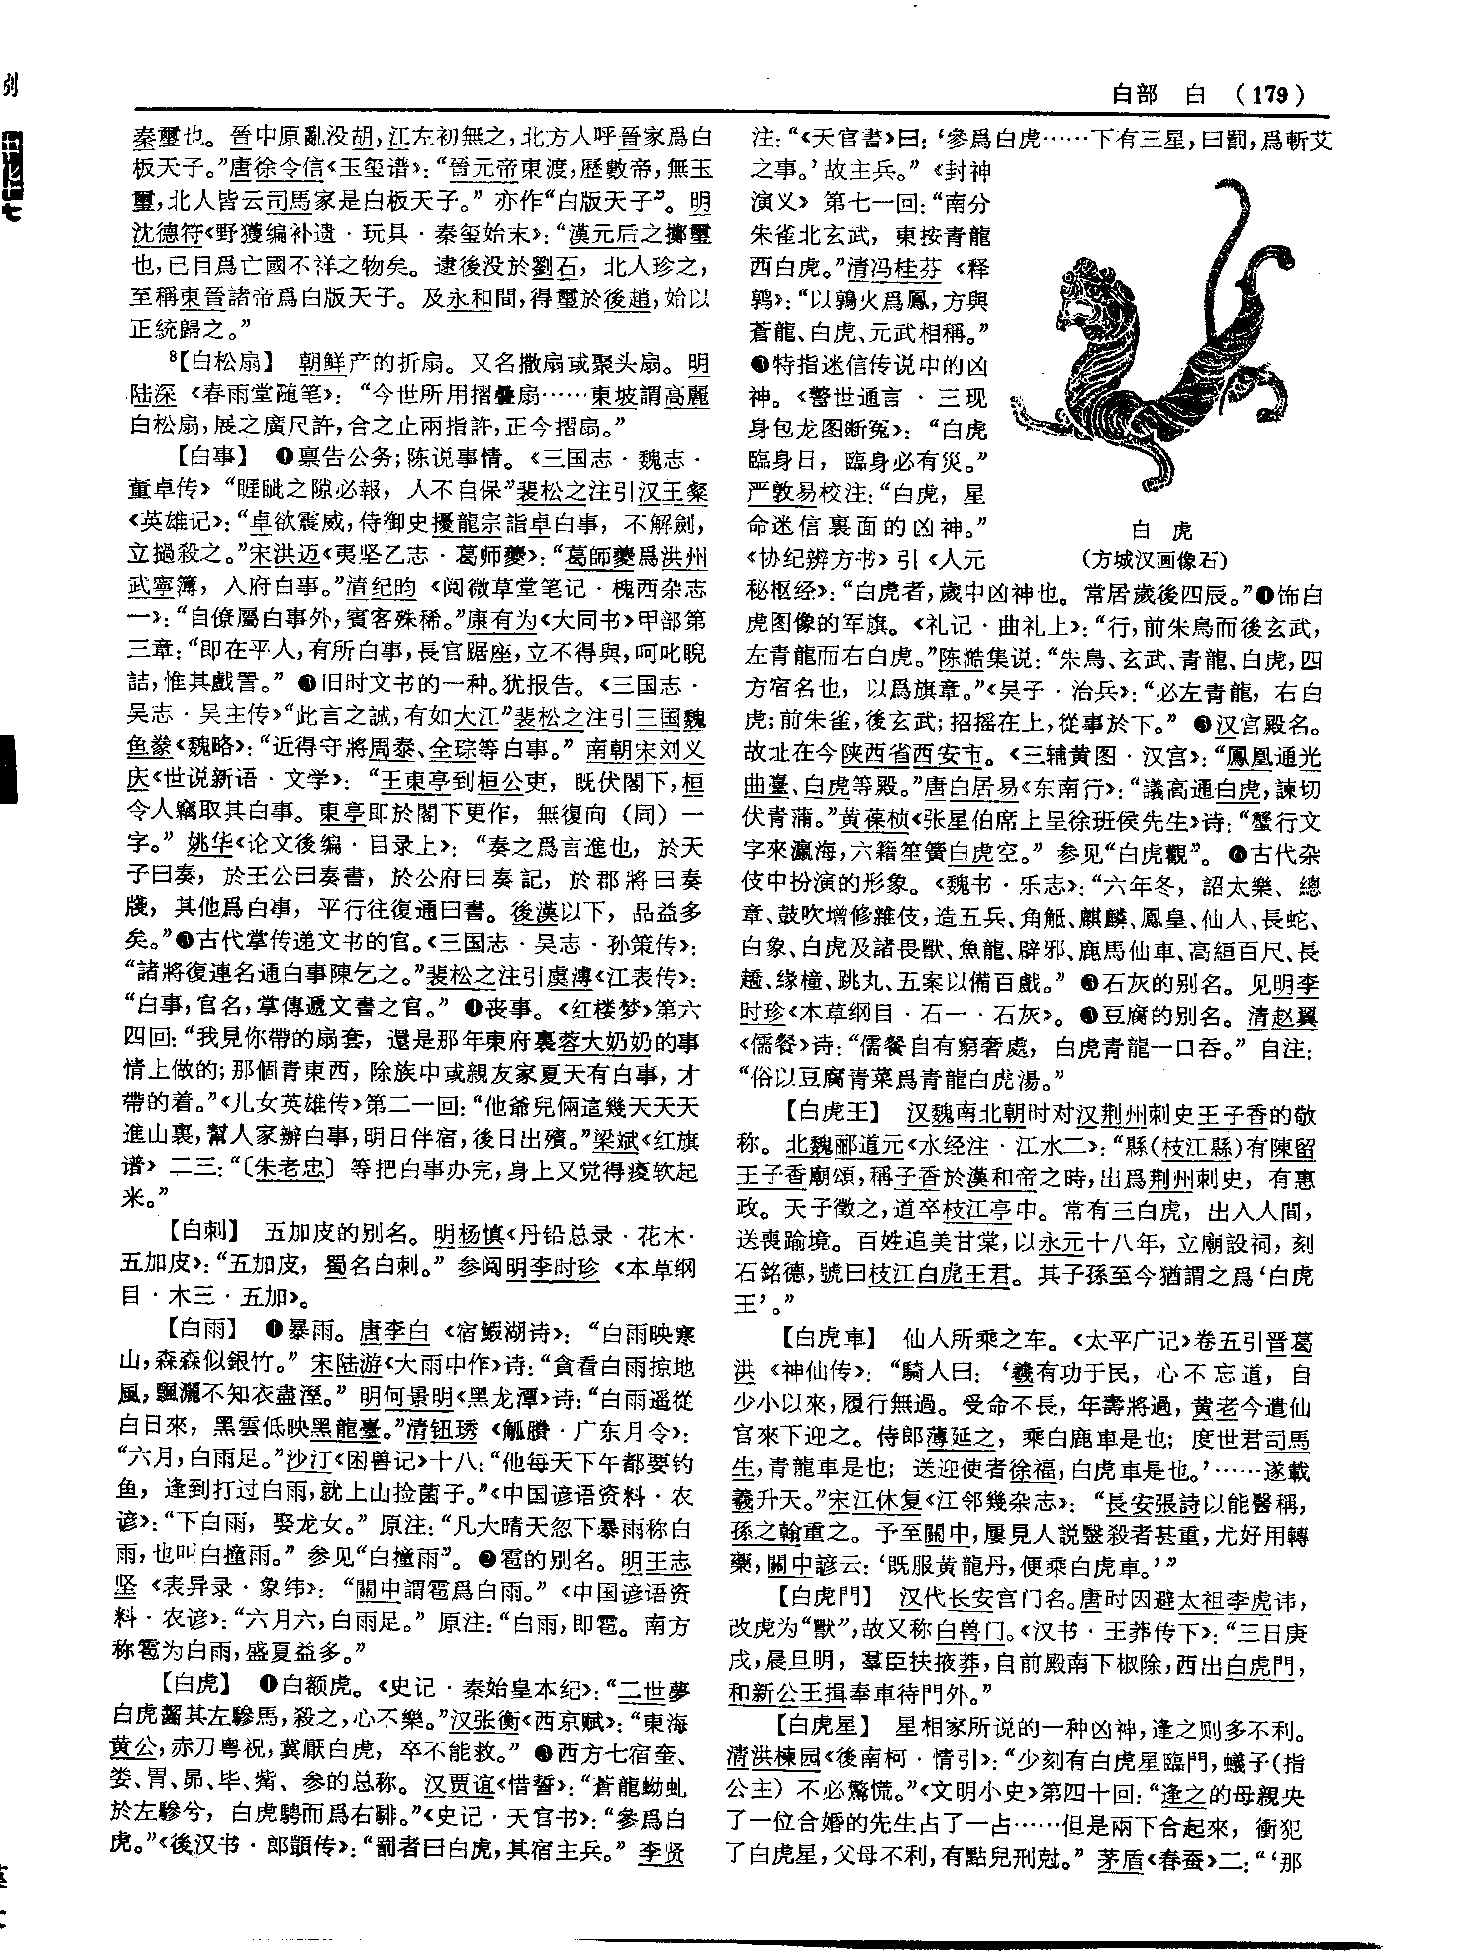 白部 白 (179)
秦璽也。晉中原亂没胡,江左初無之,北方人呼晉家爲白
板天子。”唐徐令信《玉玺谱》:“晉元帝東渡,歷數帝,無玉
璽,北人皆云司馬家是白板天子。”亦作“白版天子”。明
沈德符《野獲编补遗·玩具·秦玺始末》:“漢元后之擲璽
也,已目爲亡國不祥之物矣。逮後没於劉石,北人珍之,
至稱東晉諸帝爲白版天子。及永和間,得璽於後趙,始以
正統歸之。”
8【白松扇】 朝鲜产的折扇。又名撒扇或聚头扇。明
陆深《春雨堂随笔》:“今世所用摺疊扇……東坡謂高麗
白松扇,展之廣尺許,合之止兩指許,正今摺扇。”
【白事】 ❶禀告公务;陈说事情。《三国志·魏志·
董卓传》“睚眦之隙必報,人不自保”裴松之注引汉王粲
《英雄记》:“卓欲震威,侍御史擾龍宗詣卓白事,不解劍,
立撾殺之。”宋洪迈《夷坚乙志·葛师夔》:“葛師夔爲洪州
武寧簿,入府白事。”清纪昀《阅微草堂笔记·槐西杂志
一》:“自僚屬白事外,賓客殊稀。”康有为《大同书》甲部第
三章:“即在平人,有所白事,長官踞座,立不得與,呵叱睨
詰,惟其戲詈。” ❷旧时文书的一种。犹报告。《三国志·
吴志·吴主传》“此言之誠,有如大江”裴松之注引三国魏
鱼豢《魏略》:“近得守將周泰、全琮等白事。”南朝宋刘义
庆《世说新语·文学》:“王東亭到桓公吏,既伏閣下,桓
令人竊取其白事。東亭即於閣下更作,無復向(同)一
字。”姚华《论文後编·目录上》:“奏之爲言進也,於天
子曰奏,於王公曰奏書,於公府曰奏記,於郡將曰奏
牋,其他爲白事,平行往復通曰書。後漢以下,品益多
矣。”❸古代掌传递文书的官。《三国志·吴志·孙策传》:
“諸將復連名通白事陳乞之。”裴松之注引虞溥《江表传》:
“白事,官名,掌傳遞文書之官。” ❹丧事。《红楼梦》第六
四回:“我見你帶的扇套,還是那年東府裏蓉大奶奶的事
情上做的;那個青東西,除族中或親友家夏天有白事,才
帶的着。”《儿女英雄传》第二一回:“他爺兒倆這幾天天天
進山裏,幫人家辦白事,明日伴宿,後日出殯。”梁斌《红旗
谱》二三:“〔朱老忠〕等把白事办完,身上又觉得疲软起
来。”
【白刺】 五加皮的别名。明杨慎《丹铅总录·花木·
五加皮》:“五加皮,蜀名白刺。”参阅明李时珍《本草纲
目·木三·五加》。
【白雨】 ❶暴雨。唐李白《宿鰕湖诗》:“白雨映寒
山,森森似銀竹。”宋陆游《大雨中作》诗:“貪看白雨掠地
風,飄灑不知衣盡溼。”明何景明《黑龙潭》诗:“白雨遥從
白日來,黑雲低映黑龍臺。”清钮琇《觚賸·广东月令》:
“六月,白雨足。”沙汀《困兽记》十八:“他每天下午都要钓
鱼,逢到打过白雨,就上山捡菌子。”《中国谚语资料·农
谚》:“下白雨,娶龙女。”原注:“凡大晴天忽下暴雨称白
雨,也叫白撞雨。”参见“白撞雨”。❷雹的别名。明王志
坚《表异录·象纬》:“關中謂雹爲白雨。”《中国谚语资
料·农谚》:“六月六,白雨足。”原注:“白雨,即雹。南方
称雹为白雨,盛夏益多。”
【白虎】 ❶白额虎。《史记·秦始皇本纪》:“二世夢
白虎齧其左驂馬,殺之,心不樂。”汉张衡《西京赋》:“東海
黄公,赤刀粤祝,冀厭白虎,卒不能救。” ❷西方七宿奎、
娄、胃、昴、毕、觜、参的总称。汉贾谊《惜誓》:“蒼龍蚴虬
於左驂兮,白虎騁而爲右騑。”《史记·天官书》:“參爲白
虎。”《後汉书·郎顗传》:“罰者曰白虎,其宿主兵。”李贤
注:“《天官書》曰:‘參爲白虎……下有三星,曰罰,爲斬艾
之事。’故主兵。”《封神
演义》第七一回:“南分
朱雀北玄武,東按青龍
西白虎。”清冯桂芬《释
鹑》:“以鶉火爲鳳,方與
蒼龍、白虎、元武相稱。”
❸特指迷信传说中的凶
神。《警世通言·三现
身包龙图断冤》:“白虎
臨身日,臨身必有災。”
严敦易校注:“白虎,星
命迷信裏面的凶神。”
《协纪辨方书》引《人元
白 虎
(方城汉画像石)
秘枢经》:“白虎者,歲中凶神也。常居歲後四辰。”❹饰白
虎图像的军旗。《礼记·曲礼上》:“行,前朱鳥而後玄武,
左青龍而右白虎。”陈澔集说:“朱鳥、玄武、青龍、白虎,四
方宿名也,以爲旗章。”《吴子·治兵》:“必左青龍,右白
虎;前朱雀,後玄武;招摇在上,從事於下。” ❺汉宫殿名。
故址在今陕西省西安市。《三辅黄图·汉宫》:“鳳凰通光
曲臺、白虎等殿。”唐白居易《东南行》:“議高通白虎,諫切
伏青蒲。”黄葆桢《张星伯席上呈徐班侯先生》诗:“蟹行文
字來瀛海,六籍笙簧白虎空。”参见“白虎觀”。❻古代杂
伎中扮演的形象。《魏书·乐志》:“六年冬,詔太樂、總
章、鼓吹增修雜伎,造五兵、角觝、麒麟、鳳皇、仙人、長蛇、
白象、白虎及諸畏獸、魚龍、辟邪、鹿馬仙車、高絙百尺、長
趫、緣橦、跳丸、五案以備百戲。” ❼石灰的别名。见明李
时珍《本草纲目·石一·石灰》。❽豆腐的别名。清赵翼
《儒餐》诗:“儒餐自有窮奢處,白虎青龍一口吞。”自注:
“俗以豆腐青菜爲青龍白虎湯。”
【白虎王】 汉魏南北朝时对汉荆州刺史王子香的敬
称。北魏郦道元《水经注·江水二》:“縣(枝江縣)有陳留
王子香廟頌,稱子香於漢和帝之時,出爲荆州刺史,有惠
政。天子徵之,道卒枝江亭中。常有三白虎,出入人間,
送喪踰境。百姓追美甘棠,以永元十八年,立廟設祠,刻
石銘德,號曰枝江白虎王君。其子孫至今猶謂之爲‘白虎
王’。”
【白虎車】 仙人所乘之车。《太平广记》卷五引晋葛
洪《神仙传》:“騎人曰:‘羲有功于民,心不忘道,自
少小以來,履行無過。受命不長,年壽將過,黄老今遣仙
官來下迎之。侍郎薄延之,乘白鹿車是也;度世君司馬
生,青龍車是也;送迎使者徐福,白虎車是也。’……遂載
羲升天。”宋江休复《江邻幾杂志》:“長安張詩以能醫稱,
孫之翰重之。予至關中,屢見人説毉殺者甚重,尤好用轉
藥,關中諺云:‘既服黄龍丹,便乘白虎車。’”
【白虎門】 汉代长安宫门名。唐时因避太祖李虎讳,
改虎为“獸”,故又称白兽门。《汉书·王莽传下》:“三日庚
戌,晨旦明,羣臣扶掖莽,自前殿南下椒除,西出白虎門,
和新公王揖奉車待門外。”
【白虎星】 星相家所说的一种凶神,逢之则多不利。
清洪楝园《後南柯·情引》:“少刻有白虎星臨門,蟻子(指
公主)不必驚慌。”《文明小史》第四十回:“逢之的母親央
了一位合婚的先生占了一占……但是兩下合起來,衝犯
了白虎星,父母不利,有點兒刑尅。”茅盾《春蚕》二:“‘那